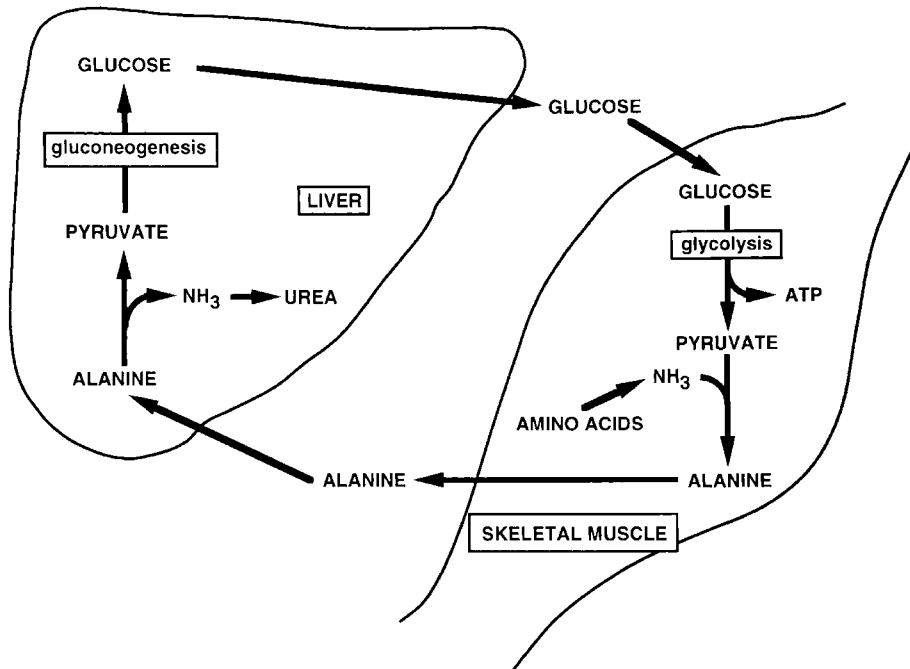 GLUCOSE
GLUCOSE
gluconeogenesis
GLUCOSE
LIVER
PYRUVATE
glycolysis
NH3
UREA
ATP
PYRUVATE
ALANINE
NH3
AMINO ACIDS
ALANINE
ALANINE
SKELETAL MUSCLE